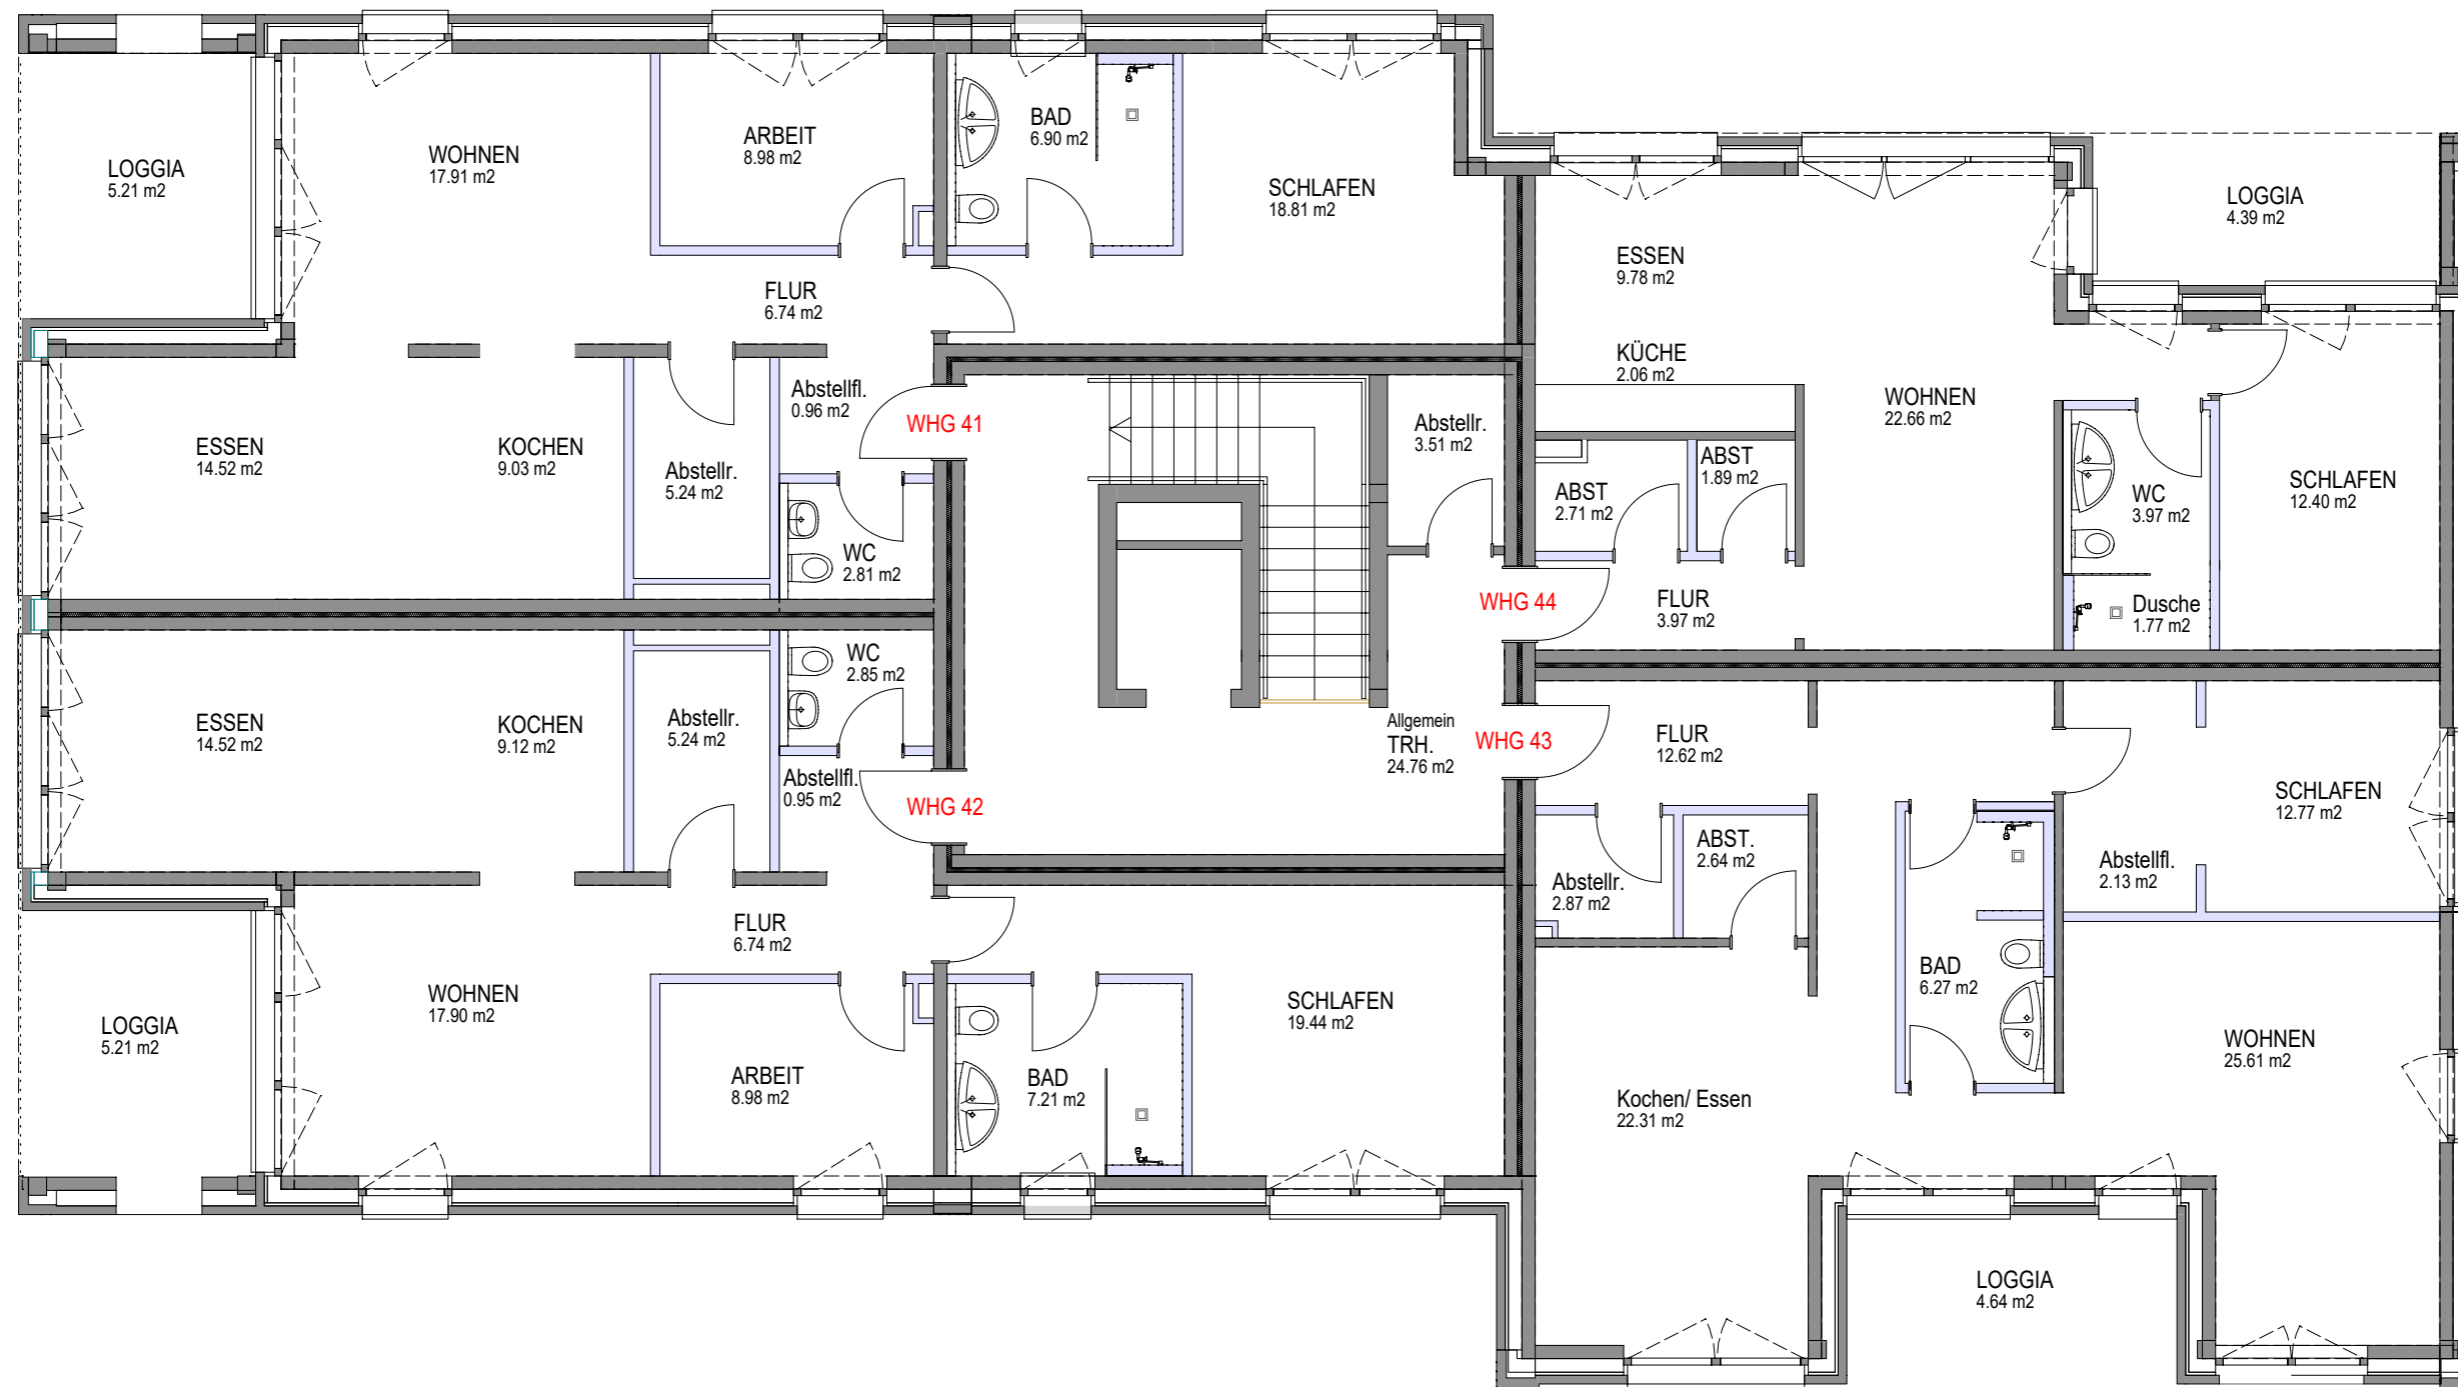 LOGGIA
5.21 m2
WOHNEN
17.91 m2
ARBEIT
8.98 m2
BAD
6.90 m2
SCHLAFEN
18.81 m2
FLUR
6.74 m2
ESSEN
14.52 m2
KOCHEN
9.03 m2
Abstellr.
5.24 m2
Abstellfl.
0.96 m2
WHG 41
WC
2.81 m2
Abstellr.
3.51 m2
ESSEN
9.78 m2
KÜCHE
2.06 m2
WOHNEN
22.66 m2
LOGGIA
4.39 m2
ABST
2.71 m2
ABST
1.89 m2
WC
3.97 m2
SCHLAFEN
12.40 m2
WHG 44
FLUR
3.97 m2
Dusche
1.77 m2
ESSEN
14.52 m2
KOCHEN
9.12 m2
Abstellr.
5.24 m2
WC
2.85 m2
Abstellfl.
0.95 m2
WHG 42
Allgemein
TRH.
24.76 m2
WHG 43
FLUR
12.62 m2
SCHLAFEN
12.77 m2
Abstellr.
2.87 m2
ABST.
2.64 m2
Abstellfl.
2.13 m2
FLUR
6.74 m2
LOGGIA
5.21 m2
WOHNEN
17.90 m2
ARBEIT
8.98 m2
BAD
7.21 m2
SCHLAFEN
19.44 m2
BAD
6.27 m2
Kochen/ Essen
22.31 m2
WOHNEN
25.61 m2
LOGGIA
4.64 m2